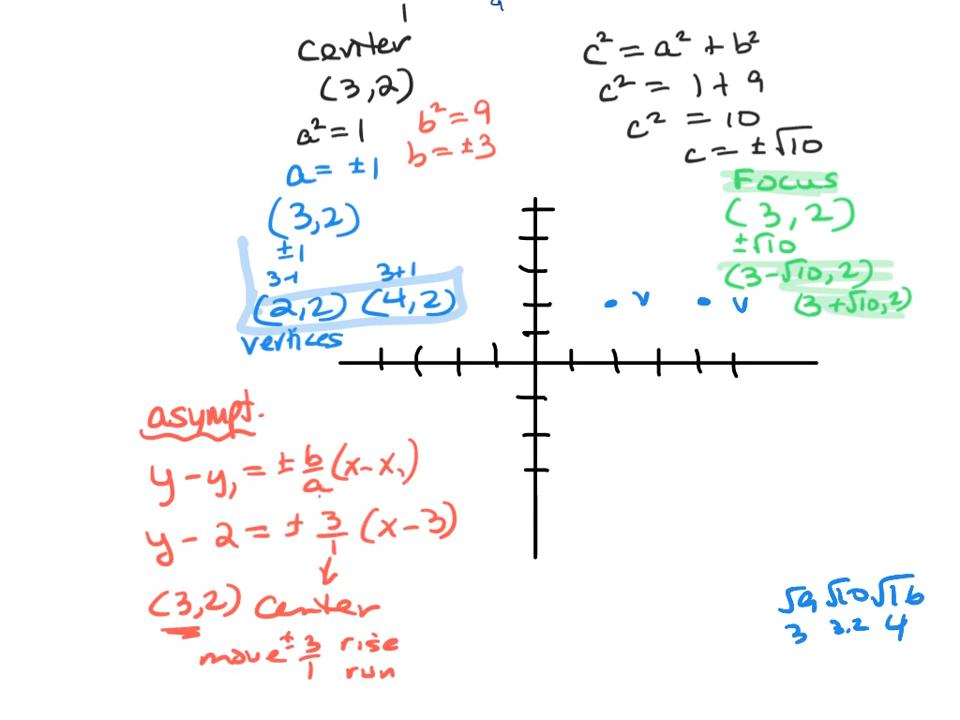 1
center
(3,2)
a² = 1
b² = 9
b = ±3
a = ±1
(3,2)
±1
3-1
3+1
(2,2) (4,2)
vertices
c² = a² + b²
c² = 1 + 9
c² = 10
c = ±√10
Focus
(3,2)
±√10
(3-√10,2)
(3+√10,2)
v
v
asympt.
y - y₁ = ± b/a (x - x₁)
y - 2 = ± 3/1 (x - 3)
(3,2) center
move ± 3/1 rise
run
√9 √10 √16
3 3.2 4